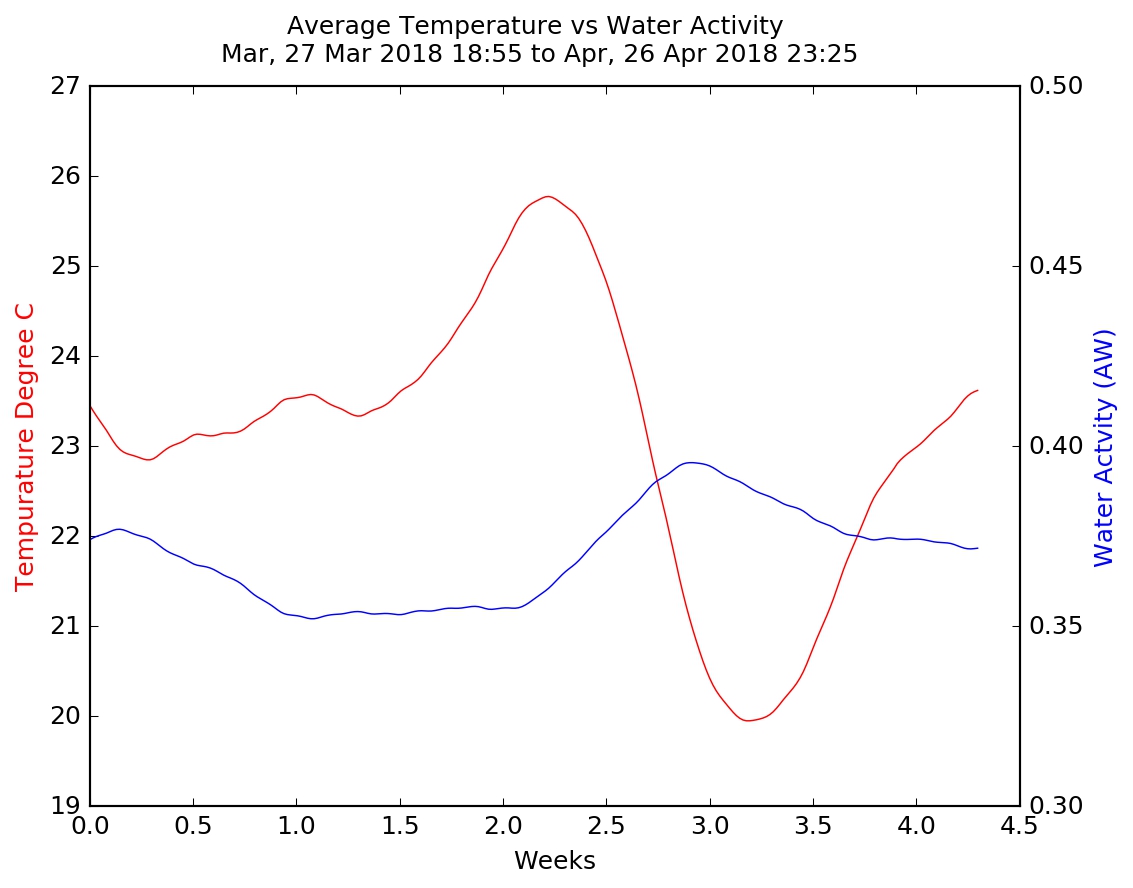 Average Temperature vs Water Activity
Mar, 27 Mar 2018 18:55 to Apr, 26 Apr 2018 23:25
27
26
25
24
23
22
21
20
19
Tempurature Degree C
0.50
0.45
0.40
0.35
0.30
Water Actvity (AW)
0.0 0.5 1.0 1.5 2.0 2.5 3.0 3.5 4.0 4.5
Weeks